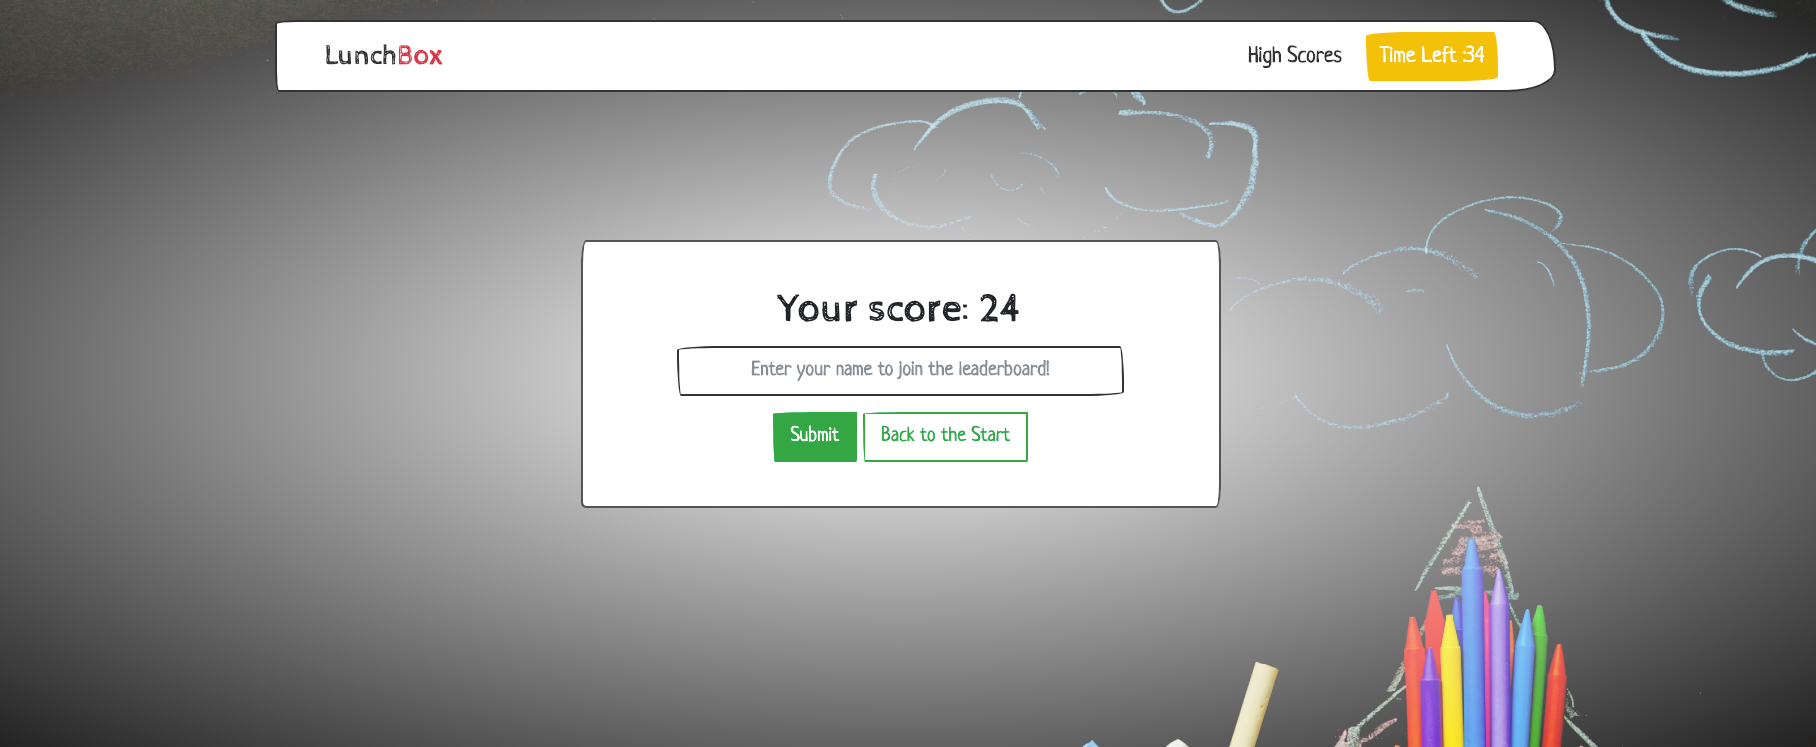 LunchBox
High Scores
Time Left :34
Your score: 24
Enter your name to join the leaderboard!
Submit
Back to the Start